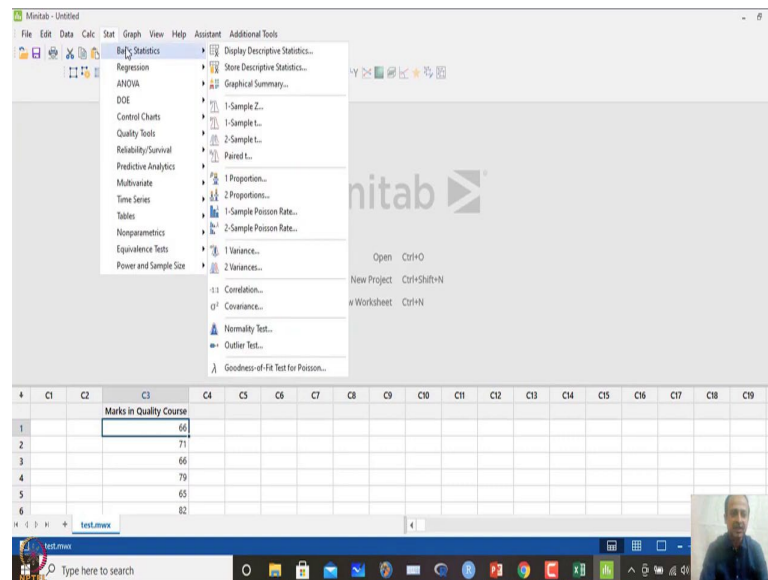 Minitab - Untitled
File Edit Data Calc Stat Graph View Help Assistant Additional Tools
Basic Statistics
Regression
ANOVA
DOE
Control Charts
Quality Tools
Reliability/Survival
Predictive Analytics
Multivariate
Time Series
Tables
Nonparametrics
Equivalence Tests
Power and Sample Size
Display Descriptive Statistics...
Store Descriptive Statistics...
Graphical Summary...
1-Sample Z...
1-Sample t...
2-Sample t...
Paired t...
1 Proportion...
2 Proportions...
1-Sample Poisson Rate...
2-Sample Poisson Rate...
1 Variance...
2 Variances...
Correlation...
Covariance...
Normality Test...
Outlier Test...
Goodness-of-Fit Test for Poisson...
nitab
Open Ctrl+O
New Project Ctrl+Shift+N
w Worksheet Ctrl+N
C1 C2 C3 C4 C5 C6 C7 C8 C9 C10 C11 C12 C13 C14 C15 C16 C17 C18 C19
Marks in Quality Course
1 66
2 71
3 66
4 79
5 65
6 82
test.mwx
test.mwx
Type here to search
NPTEL